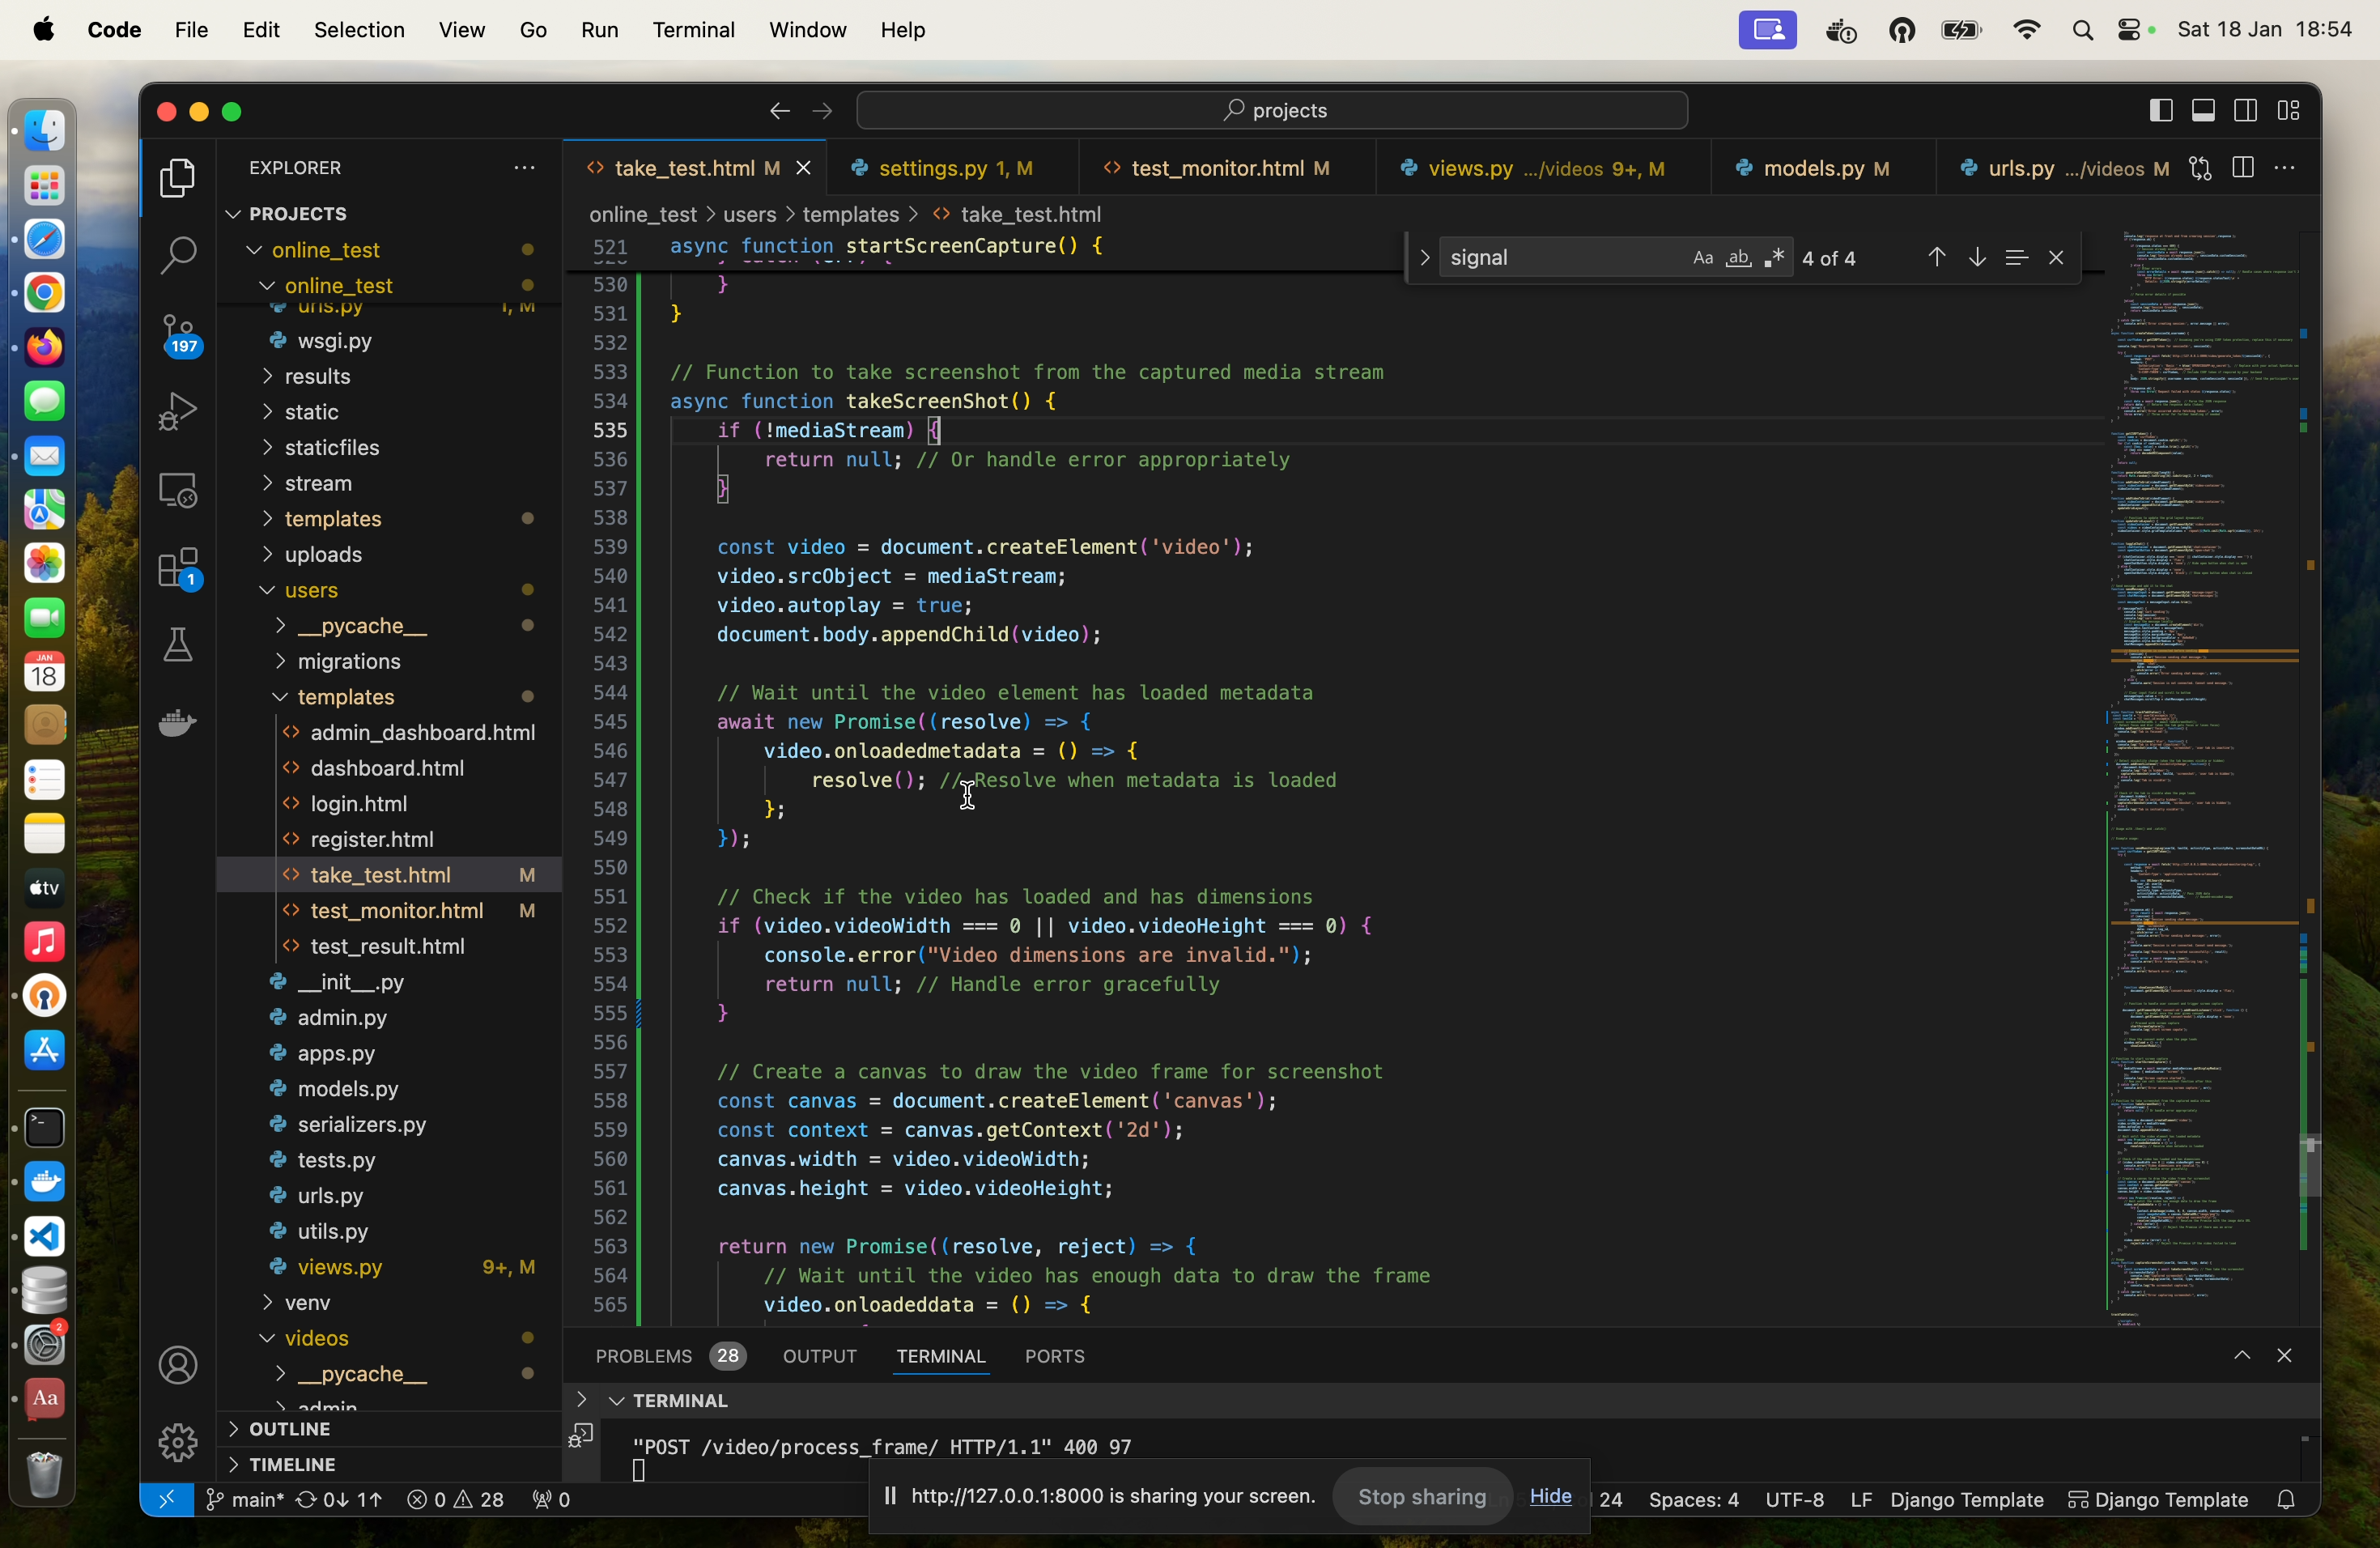 Code File Edit Selection View Go Run Terminal Window Help Sat 18 Jan 18:54
projects
EXPLORER
take_test.html M
settings.py 1, M
test_monitor.html M
views.py .../videos 9+, M
models.py M
urls.py .../videos M
PROJECTS
online_test > users > templates > take_test.html
online_test
online_test
urls.py 1, M
wsgi.py
results
static
staticfiles
stream
templates
uploads
users
__pycache__
migrations
templates
admin_dashboard.html
dashboard.html
login.html
register.html
take_test.html M
test_monitor.html M
test_result.html
__init__.py
admin.py
apps.py
models.py
serializers.py
tests.py
urls.py
utils.py
views.py 9+, M
venv
videos
__pycache__
admin
OUTLINE
TIMELINE
197
1
signal Aa ab .* 4 of 4
521 async function startScreenCapture() {
530 }
531 }
532
533 // Function to take screenshot from the captured media stream
534 async function takeScreenShot() {
535 if (!mediaStream) {
536 return null; // Or handle error appropriately
537 }
538
539 const video = document.createElement('video');
540 video.srcObject = mediaStream;
541 video.autoplay = true;
542 document.body.appendChild(video);
543
544 // Wait until the video element has loaded metadata
545 await new Promise((resolve) => {
546 video.onloadedmetadata = () => {
547 resolve(); // Resolve when metadata is loaded
548 };
549 });
550
551 // Check if the video has loaded and has dimensions
552 if (video.videoWidth === 0 || video.videoHeight === 0) {
553 console.error("Video dimensions are invalid.");
554 return null; // Handle error gracefully
555 }
556
557 // Create a canvas to draw the video frame for screenshot
558 const canvas = document.createElement('canvas');
559 const context = canvas.getContext('2d');
560 canvas.width = video.videoWidth;
561 canvas.height = video.videoHeight;
562
563 return new Promise((resolve, reject) => {
564 // Wait until the video has enough data to draw the frame
565 video.onloadeddata = () => {
PROBLEMS 28 OUTPUT TERMINAL PORTS
TERMINAL
"POST /video/process_frame/ HTTP/1.1" 400 97
http://127.0.0.1:8000 is sharing your screen. Stop sharing Hide
main* 0↓ 1↑ 0 28 0 24 Spaces: 4 UTF-8 LF Django Template Django Template
JAN
18
tv
2
Aa